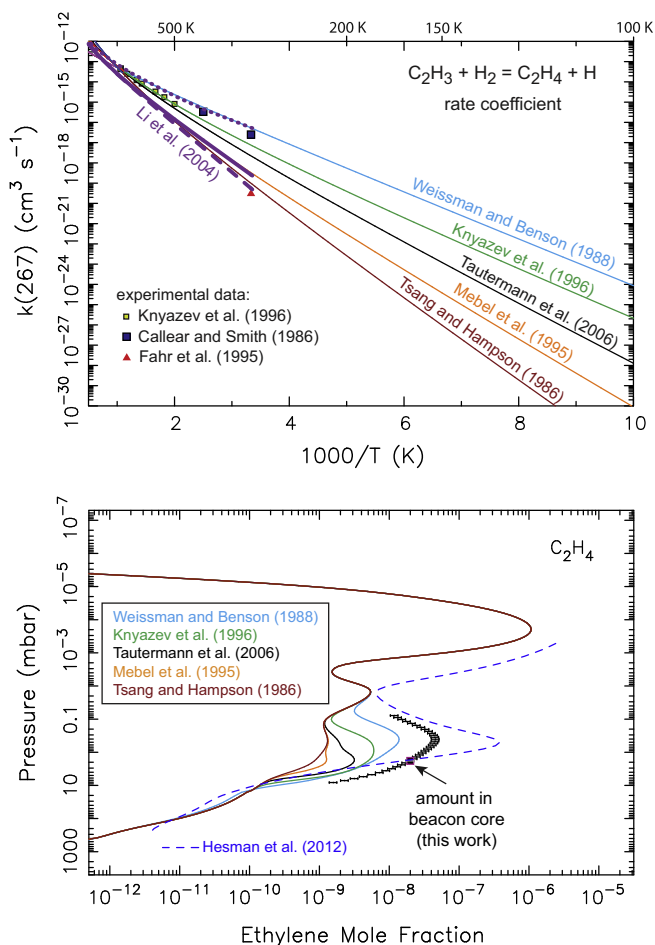 500 K 200 K 150 K 100 K
10⁻¹² 10⁻¹⁵ 10⁻¹⁸ 10⁻²¹ 10⁻²⁴ 10⁻²⁷ 10⁻³⁰
k(267) (cm³ s⁻¹)
C₂H₃ + H₂ = C₂H₄ + H
rate coefficient
Li et al. (2004)
Weissman and Benson (1988)
Knyazev et al. (1996)
Tautermann et al. (2006)
Mebel et al. (1995)
Tsang and Hampson (1986)
experimental data:
Knyazev et al. (1996)
Callear and Smith (1986)
Fahr et al. (1995)
2 4 6 8 10
1000/T (K)
10⁻⁷ 10⁻⁵ 10⁻³ 0.1 10 1000
Pressure (mbar)
C₂H₄
Weissman and Benson (1988)
Knyazev et al. (1996)
Tautermann et al. (2006)
Mebel et al. (1995)
Tsang and Hampson (1986)
amount in
beacon core
(this work)
Hesman et al. (2012)
10⁻¹² 10⁻¹¹ 10⁻¹⁰ 10⁻⁹ 10⁻⁸ 10⁻⁷ 10⁻⁶ 10⁻⁵
Ethylene Mole Fraction